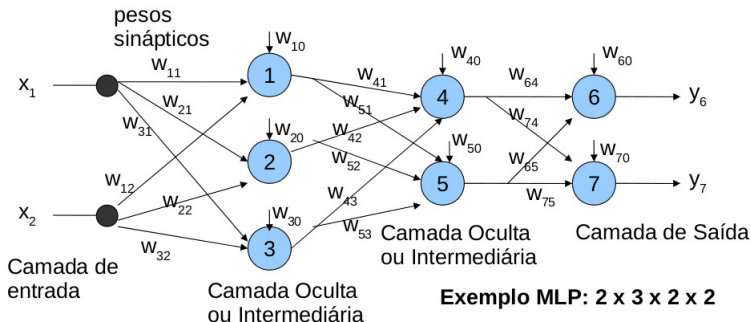 pesos
sinápticos
x1
x2
w10
w11
w21
w31
w12
w22
w32
1
w20
2
w30
3
w41
w51
w42
w52
w43
w53
w40
4
w50
5
w64
w74
w65
w75
w60
6
w70
7
y6
y7
Camada de
entrada
Camada Oculta
ou Intermediária
Camada Oculta
ou Intermediária
Camada de Saída
Exemplo MLP: 2 x 3 x 2 x 2